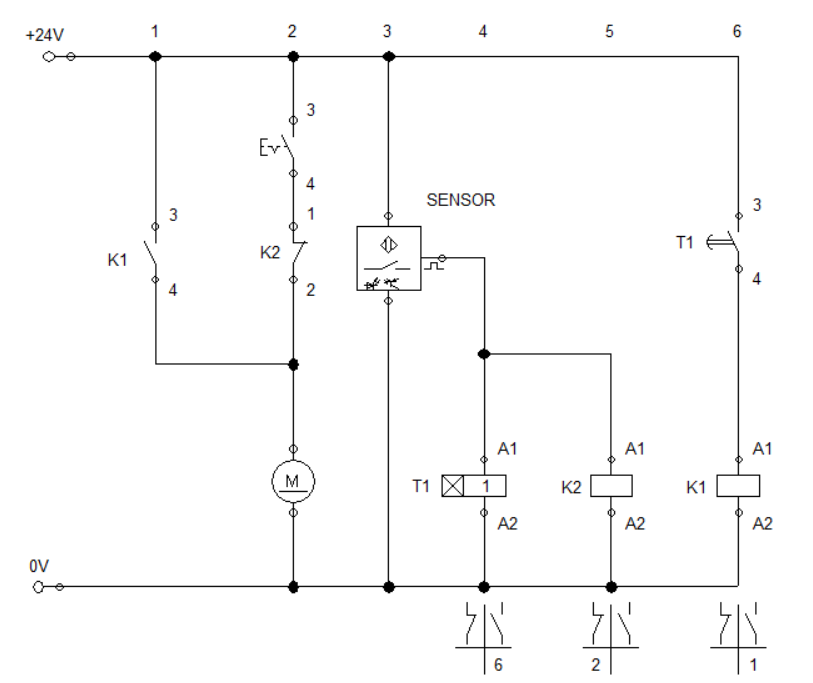 1 2 3 4 5 6
+24V
3
4
SENSOR
3 1 3
K1 K2 T1
4 2 4
A1 A1 A1
M
T1 1 K2 K1
A2 A2 A2
0V
6 2 1